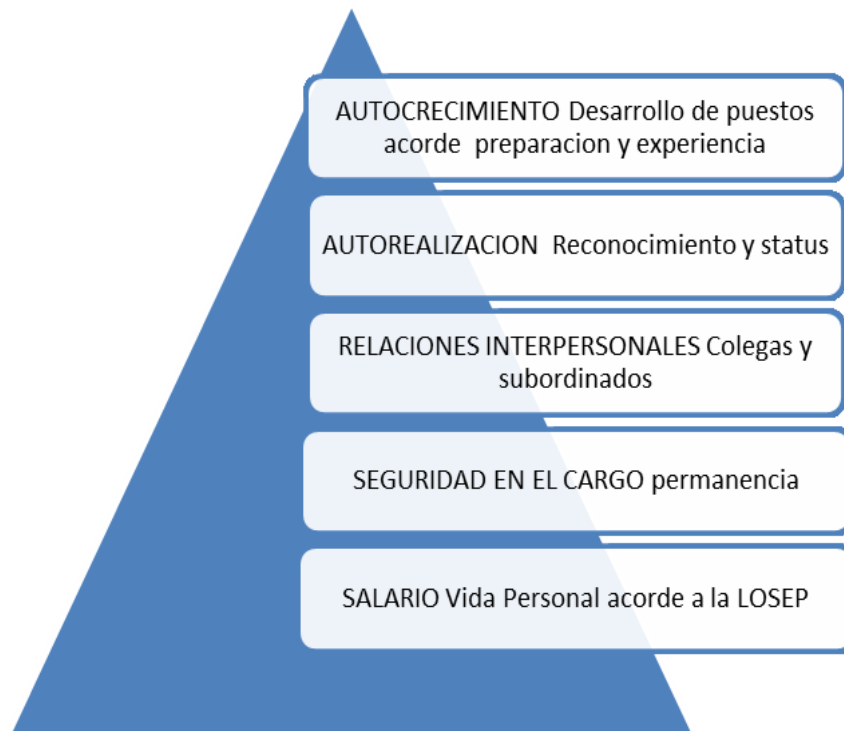 AUTOCRECIMIENTO Desarrollo de puestos
acorde preparacion y experiencia
AUTOREALIZACION Reconocimiento y status
RELACIONES INTERPERSONALES Colegas y
subordinados
SEGURIDAD EN EL CARGO permanencia
SALARIO Vida Personal acorde a la LOSEP